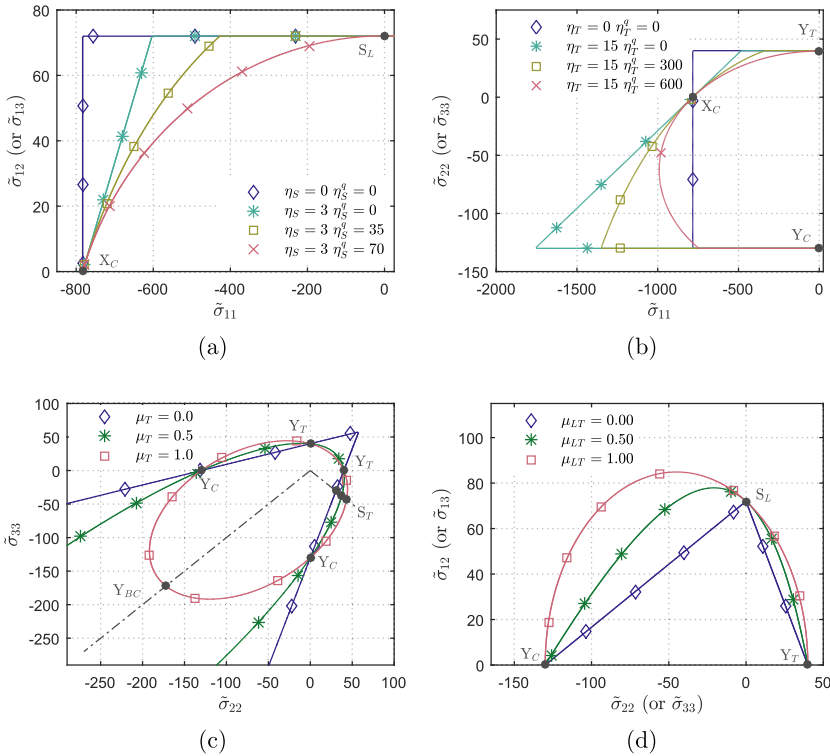 80
60
40
20
0
σ̃₁₂ (or σ̃₁₃)
S_L
X_C
η_S = 0 η_S^q = 0
η_S = 3 η_S^q = 0
η_S = 3 η_S^q = 35
η_S = 3 η_S^q = 70
-800 -600 -400 -200 0
σ̃₁₁
(a)
50
0
-50
-100
-150
σ̃₂₂ (or σ̃₃₃)
η_T = 0 η_T^q = 0
η_T = 15 η_T^q = 0
η_T = 15 η_T^q = 300
η_T = 15 η_T^q = 600
Y_T
X_C
Y_C
-2000 -1500 -1000 -500 0
σ̃₁₁
(b)
100
50
0
-50
-100
-150
-200
-250
σ̃₃₃
μ_T = 0.0
μ_T = 0.5
μ_T = 1.0
Y_T
Y_T
Y_C
S_T
Y_C
Y_BC
-250 -200 -150 -100 -50 0 50 100
σ̃₂₂
(c)
120
100
80
60
40
20
0
σ̃₁₂ (or σ̃₁₃)
μ_LT = 0.00
μ_LT = 0.50
μ_LT = 1.00
S_L
Y_C
Y_T
-150 -100 -50 0 50
σ̃₂₂ (or σ̃₃₃)
(d)